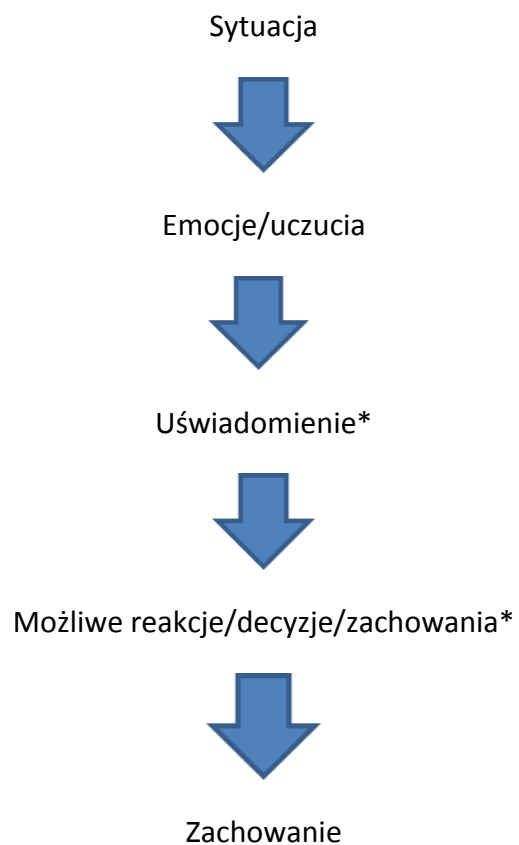 Sytuacja
Emocje/uczucia
Uświadomienie*
Możliwe reakcje/decyzje/zachowania*
Zachowanie